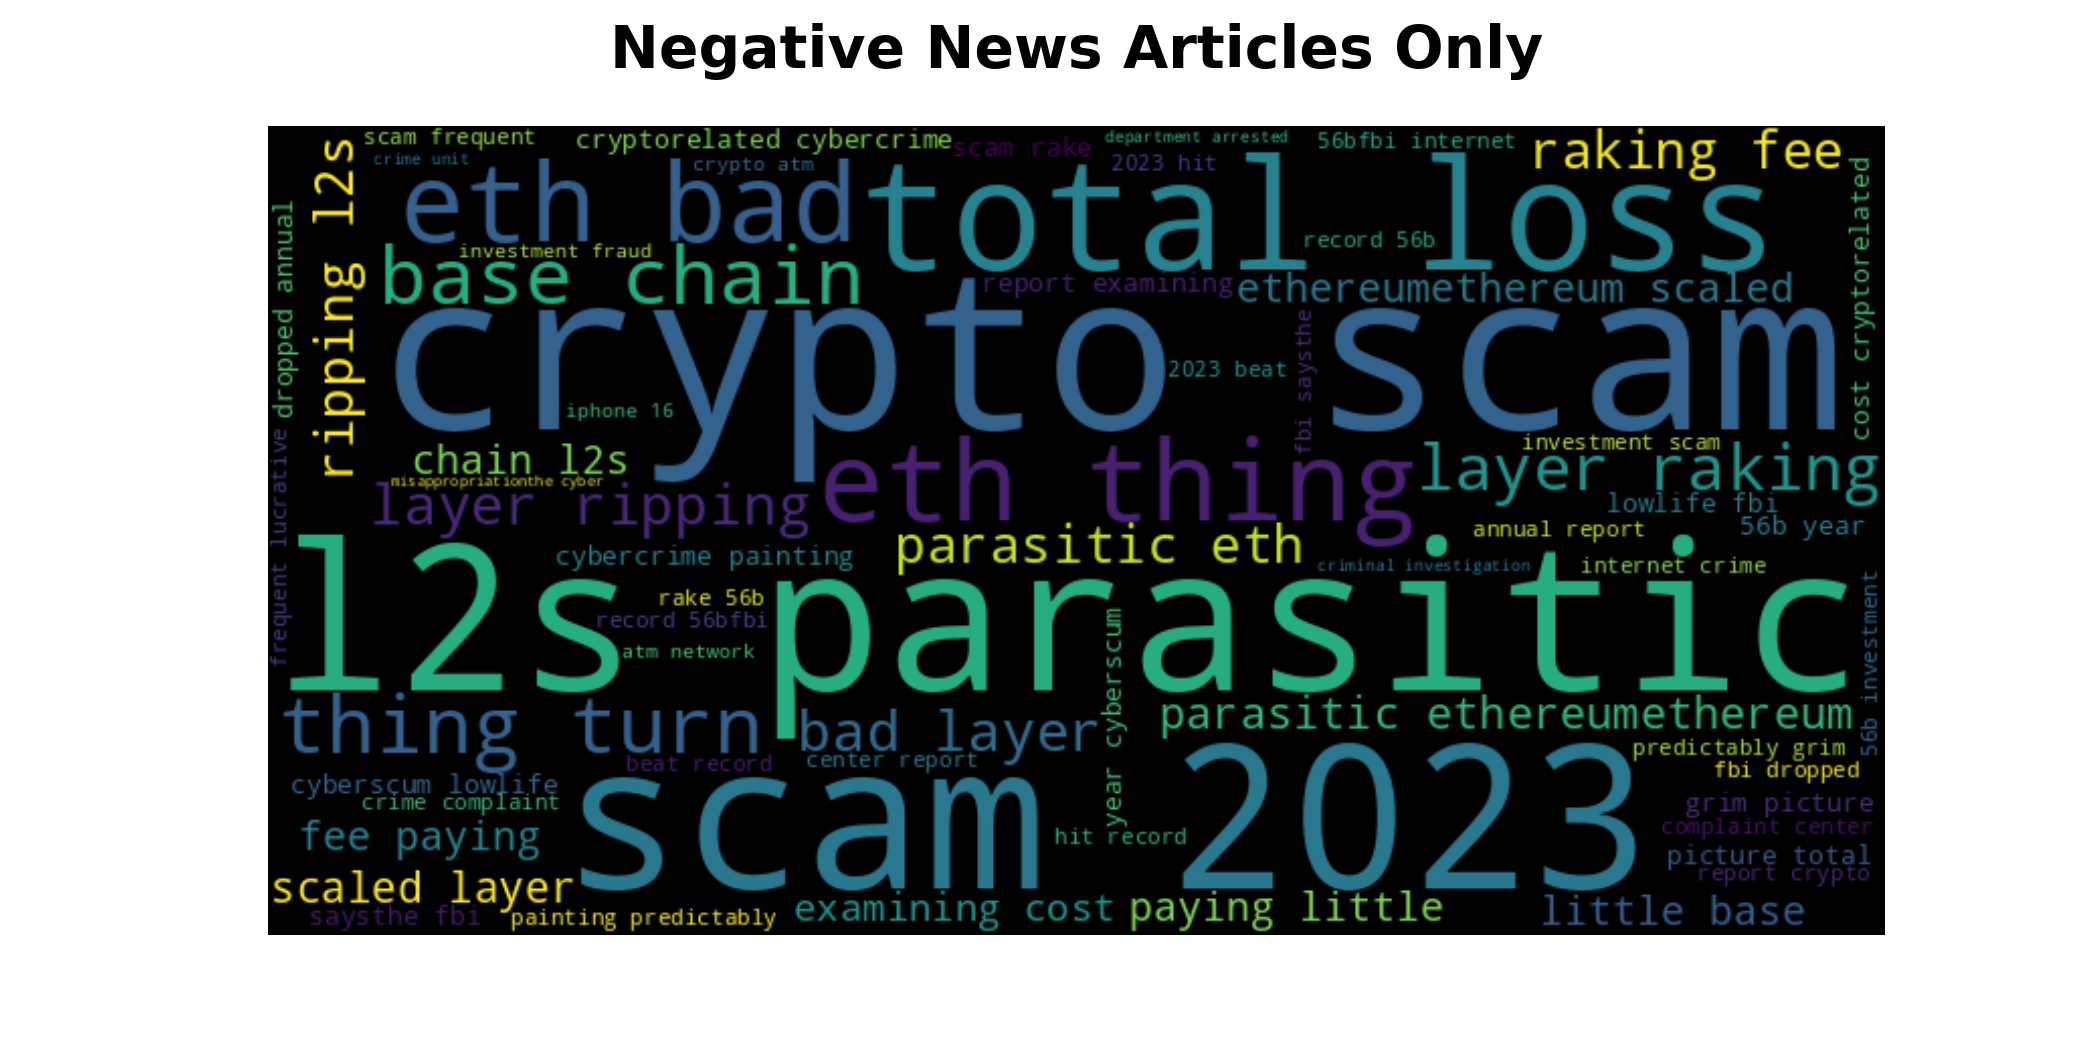 Negative News Articles Only
scam frequent
cryptorelated cybercrime
scam rake
department arrested
56bfbi internet
raking fee
crime unit
crypto atm
2023 hit
ripping l2s
eth bad
total loss
record 56b
cost cryptorelated
investment fraud
base chain
report examining
ethereumethereum scaled
frequent lucrative
dropped annual
crypto scam
2023 beat
fbi saysthe
iphone 16
chain l2s
eth thing
investment scam
layer raking
misappropriationthe cyber
layer ripping
lowlife fbi
annual report
56b year
parasitic eth
cybercrime painting
criminal investigation
internet crime
l2s parasitic
rake 56b
record 56bfbi
atm network
year cyberscum
56b investment
thing turn
bad layer
parasitic ethereumethereum
beat record
center report
predictably grim
fbi dropped
scam 2023
cyberscum lowlife
crime complaint
grim picture
complaint center
fee paying
hit record
picture total
report crypto
scaled layer
saysthe fbi
painting predictably
examining cost
paying little
little base